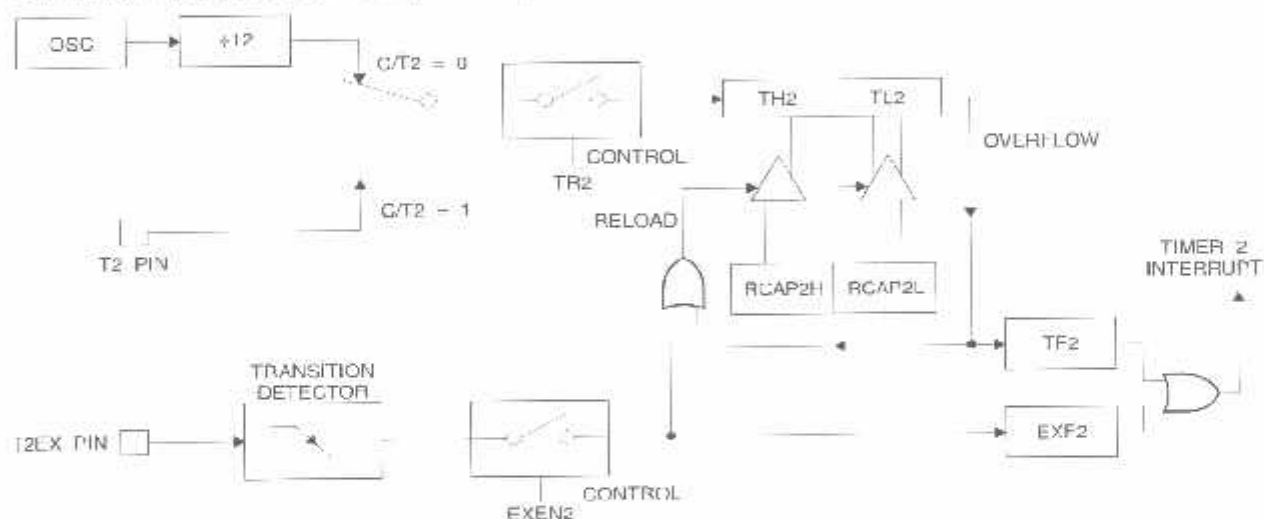 OSC
÷12
C/T2 = 0
TH2
TL2
OVERFLOW
CONTROL
TR2
C/T2 = 1
RELOAD
T2 PIN
TIMER 2
INTERRUPT
RCAP2H
RCAP2L
TF2
TRANSITION
DETECTOR
T2EX PIN
EXF2
CONTROL
EXEN2